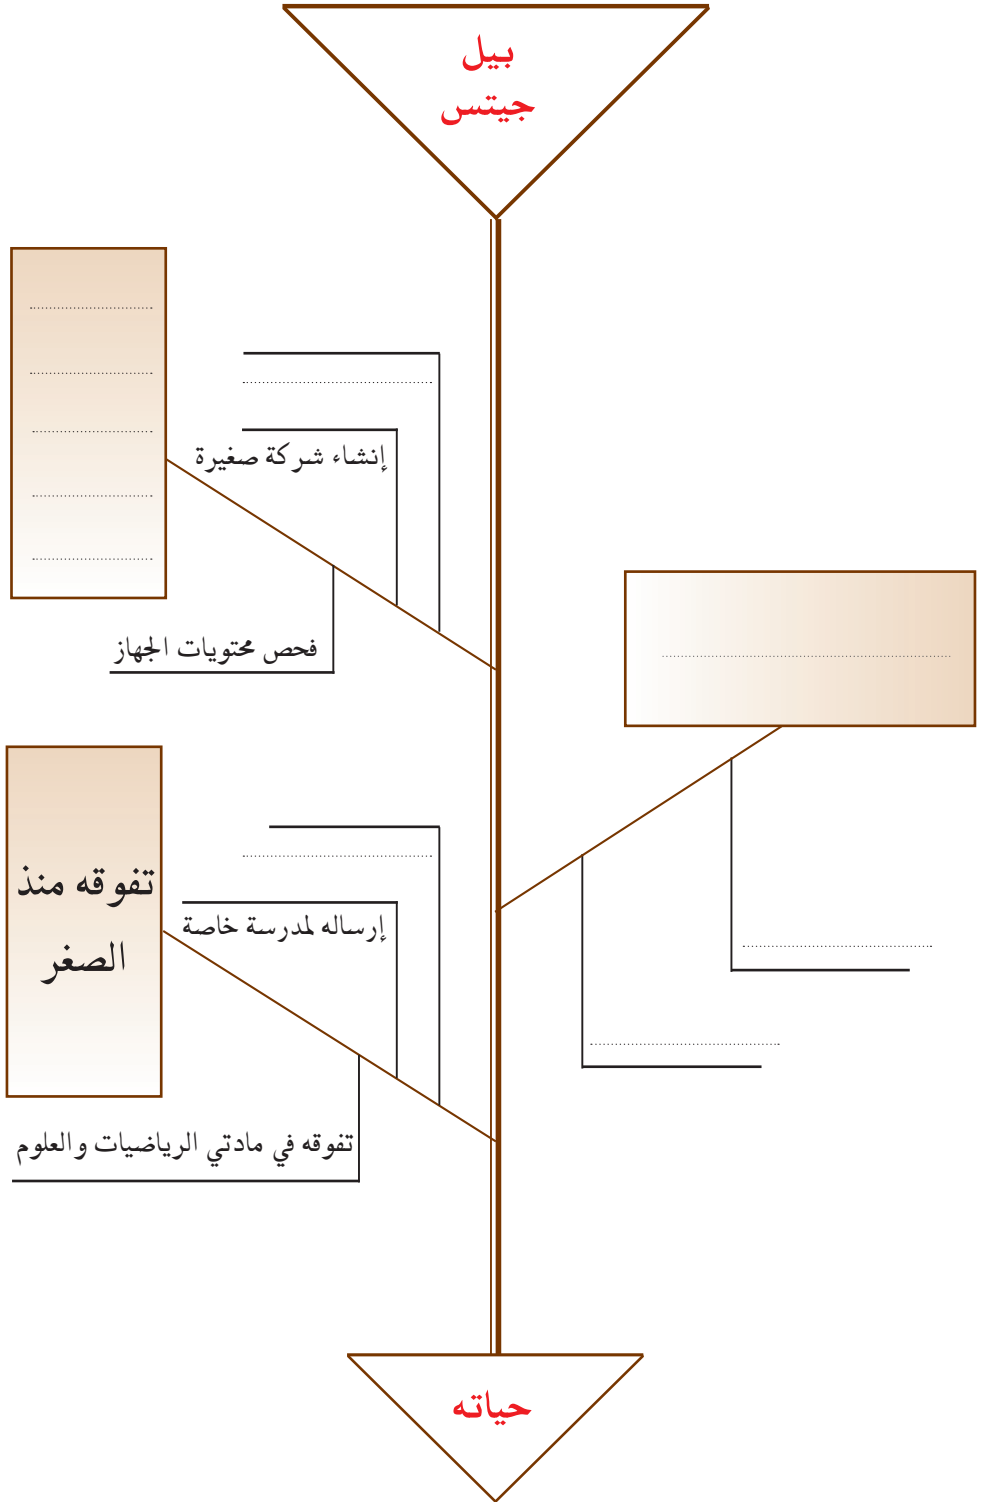 بيل
جيتس
إنشاء شركة صغيرة
فحص محتويات الجهاز
تفوقه منذ
الصغر
إرساله لمدرسة خاصة
تفوقه في مادتي الرياضيات والعلوم
حياته